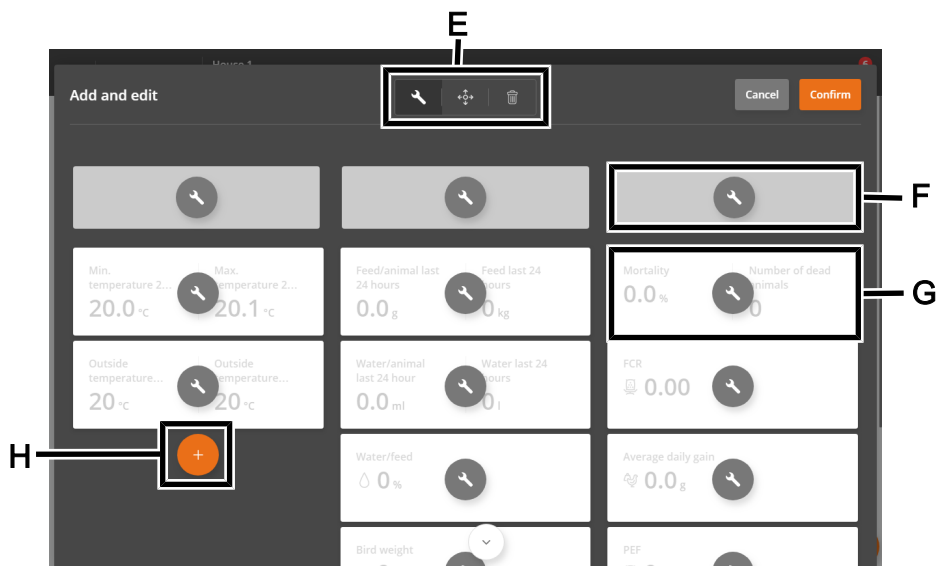 E
House 1
6
Add and edit
Cancel
Confirm
F
Min.
temperature 2...
20.0 °C
Max.
temperature 2...
20.1 °C
Feed/animal last
24 hours
0.0 g
Feed last 24
hours
0 kg
Mortality
0.0 %
Number of dead
animals
0
G
Outside
temperature...
20 °C
Outside
temperature...
20 °C
Water/animal
last 24 hour
0.0 ml
Water last 24
hours
0 l
FCR
0.00
H
+
Water/feed
0 %
Average daily gain
0.0 g
Bird weight
PEF